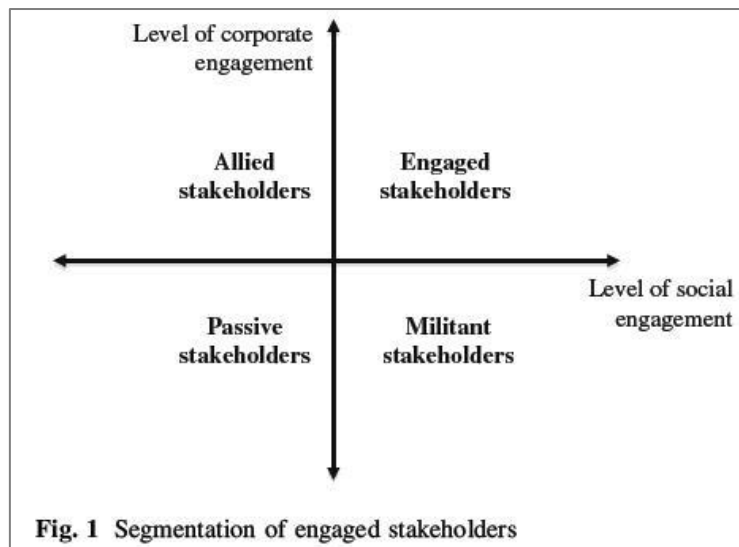 Level of corporate
engagement
Allied
stakeholders
Engaged
stakeholders
Level of social
engagement
Passive
stakeholders
Militant
stakeholders
Fig. 1 Segmentation of engaged stakeholders